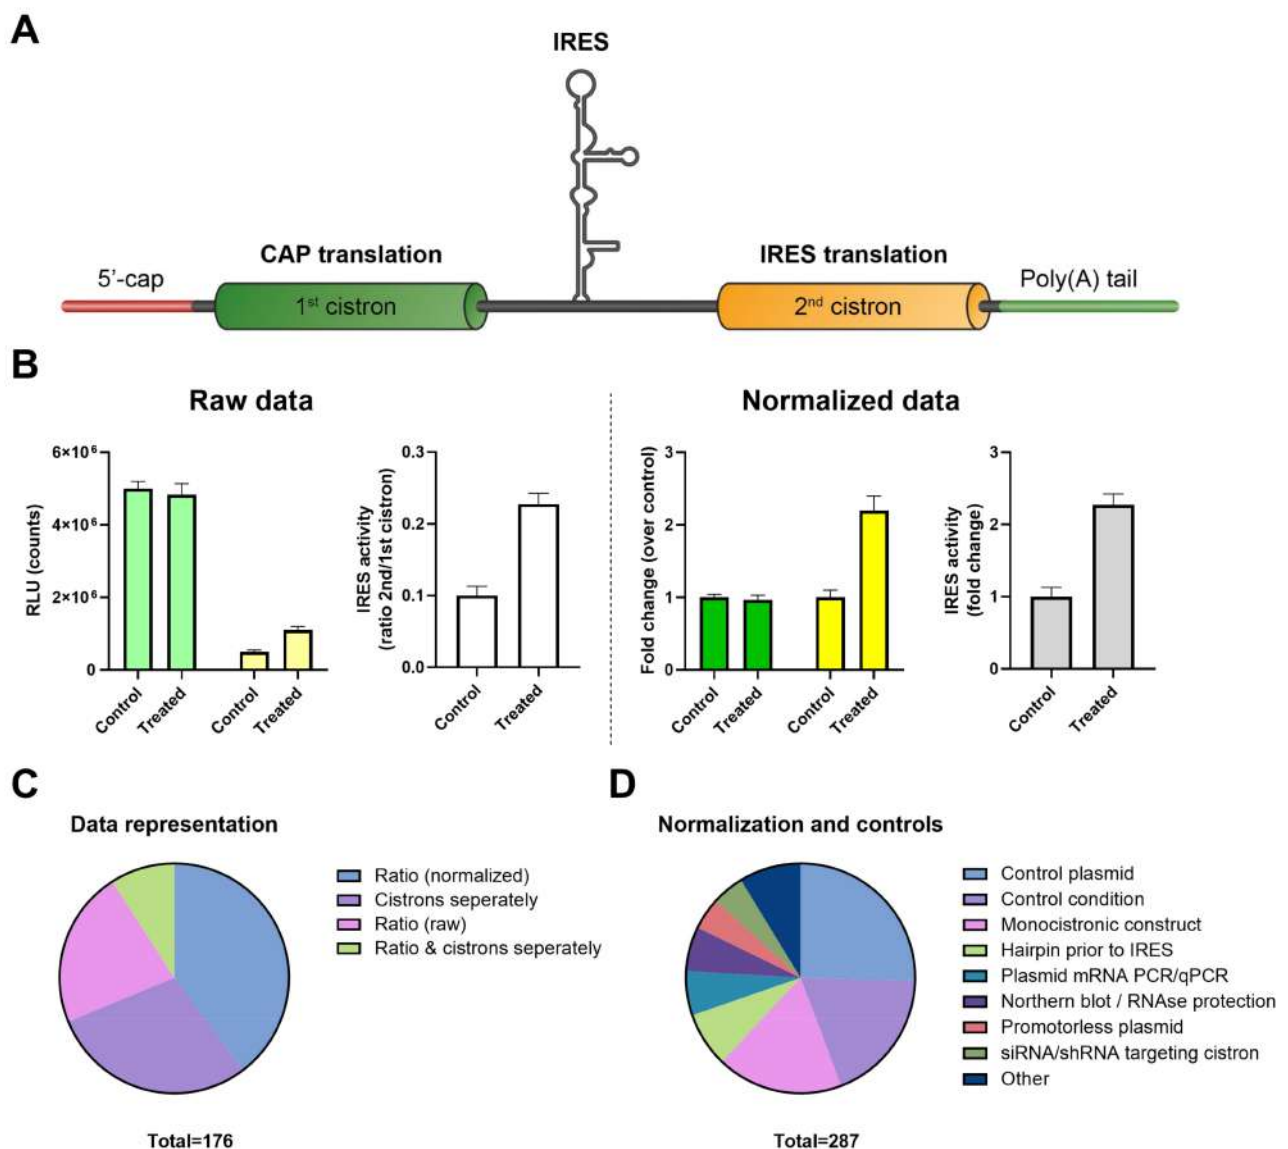 A
IRES
CAP translation
IRES translation
5’-cap
Poly(A) tail
1st cistron
2nd cistron
B
Raw data
Normalized data
6×10⁶
4×10⁶
2×10⁶
0
RLU (counts)
Control
Treated
Control
Treated
0.3
0.2
0.1
0.0
IRES activity
(ratio 2nd/1st cistron)
Control
Treated
3
2
1
0
Fold change (over control)
Control
Treated
Control
Treated
3
2
1
0
IRES activity
(fold change)
Control
Treated
C
Data representation
Ratio (normalized)
Cistrons seperately
Ratio (raw)
Ratio & cistrons seperately
Total=176
D
Normalization and controls
Control plasmid
Control condition
Monocistronic construct
Hairpin prior to IRES
Plasmid mRNA PCR/qPCR
Northern blot / RNAse protection
Promotorless plasmid
siRNA/shRNA targeting cistron
Other
Total=287